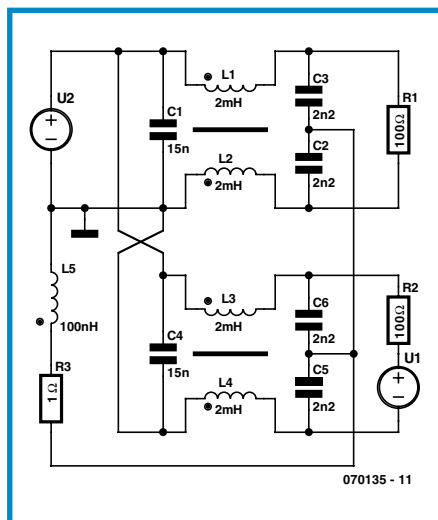 U2
+
−
L1
2mH
C1
15n
C3
2n2
C2
2n2
R1
100Ω
L2
2mH
L5
100nH
R3
1Ω
L3
2mH
C4
15n
C6
2n2
C5
2n2
R2
100Ω
U1
+
−
L4
2mH
070135 - 11